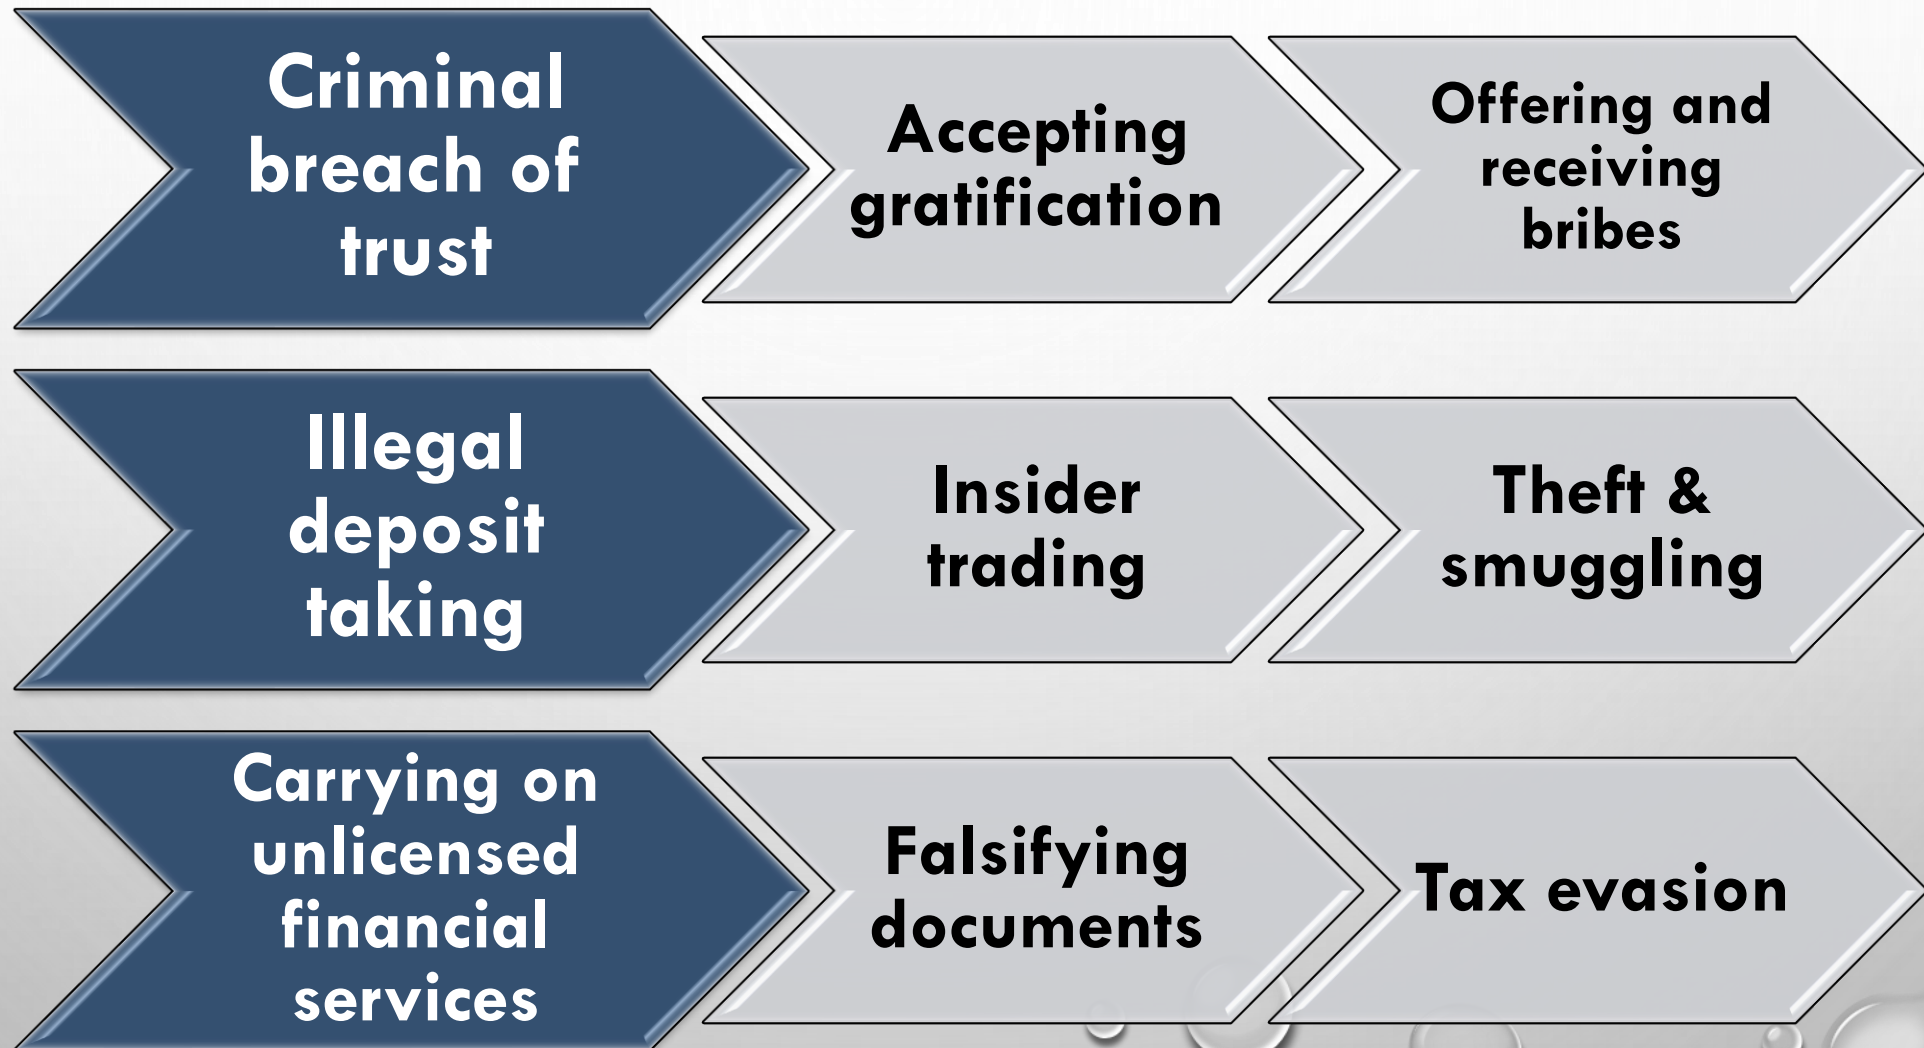 Criminal
breach of
trust
Accepting
gratification
Offering and
receiving
bribes
Illegal
deposit
taking
Insider
trading
Theft &
smuggling
Carrying on
unlicensed
financial
services
Falsifying
documents
Tax evasion